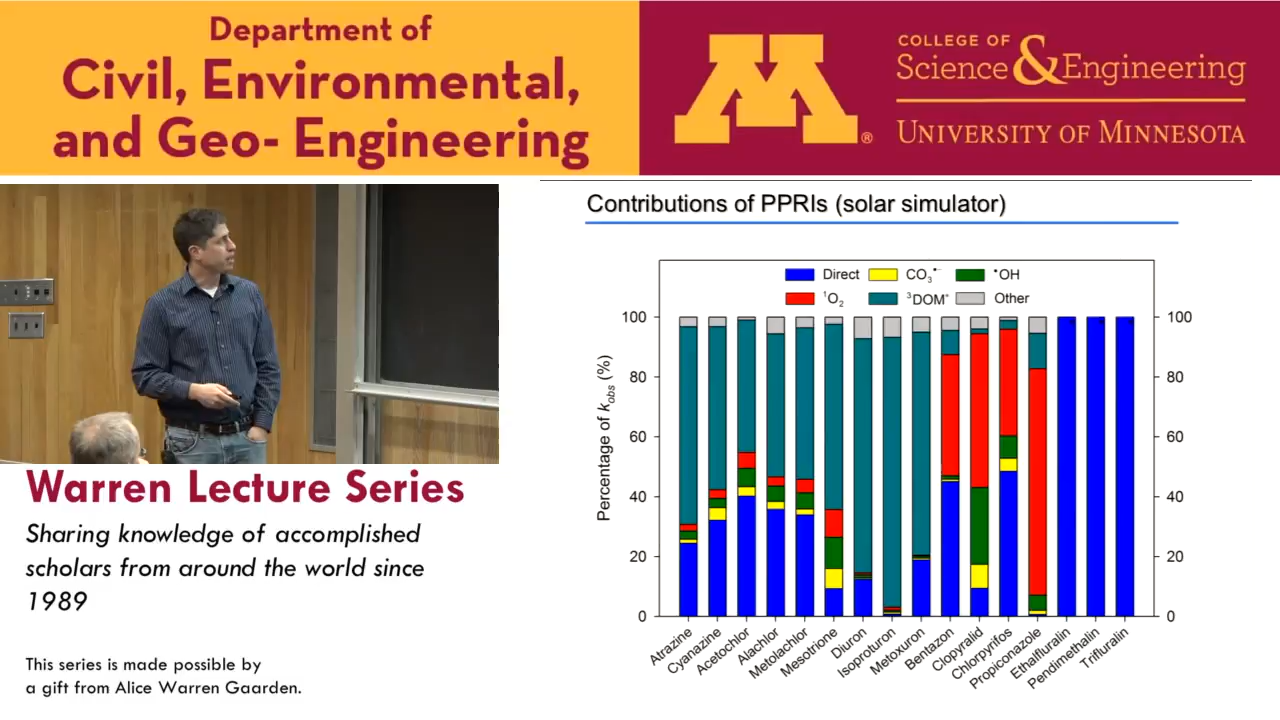 Department of
Civil, Environmental,
and Geo- Engineering
M®
COLLEGE OF
Science & Engineering
UNIVERSITY OF MINNESOTA
Warren Lecture Series
Sharing knowledge of accomplished
scholars from around the world since
1989
This series is made possible by
a gift from Alice Warren Gaarden.
Contributions of PPRIs (solar simulator)
Direct CO₃•⁻ •OH
¹O₂ ³DOM* Other
Percentage of kobs (%)
100 100
80 80
60 60
40 40
20 20
0 0
Atrazine
Cyanazine
Acetochlor
Alachlor
Metolachlor
Mesotrione
Diuron
Isoproturon
Metoxuron
Bentazon
Clopyralid
Chlorpyrifos
Propiconazole
Ethalfluralin
Pendimethalin
Trifluralin